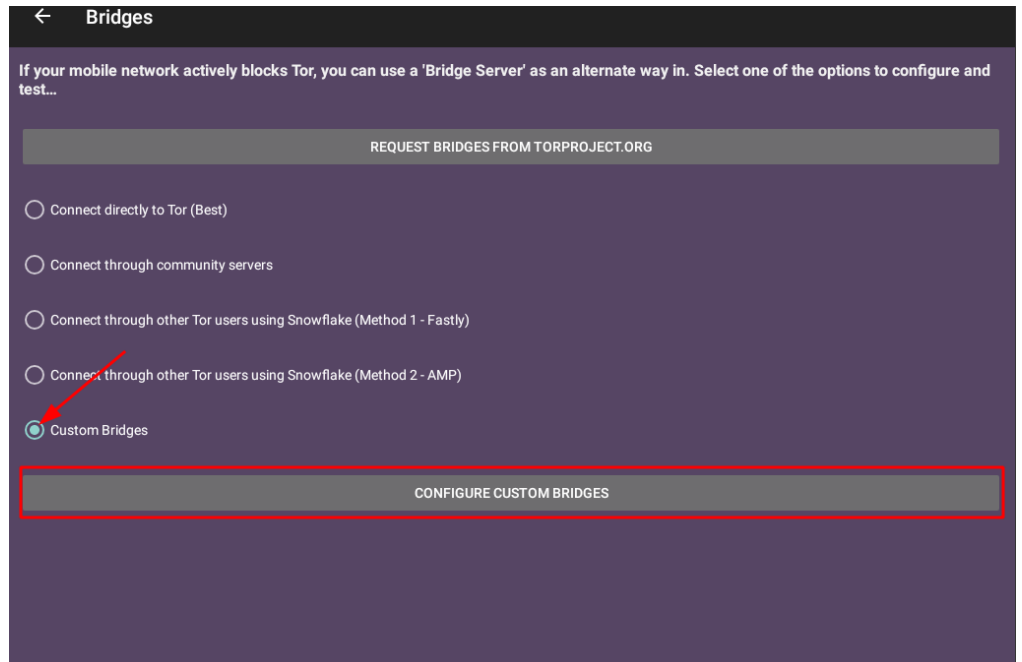 Bridges
If your mobile network actively blocks Tor, you can use a 'Bridge Server' as an alternate way in. Select one of the options to configure and
test…
REQUEST BRIDGES FROM TORPROJECT.ORG
Connect directly to Tor (Best)
Connect through community servers
Connect through other Tor users using Snowflake (Method 1 - Fastly)
Connect through other Tor users using Snowflake (Method 2 - AMP)
Custom Bridges
CONFIGURE CUSTOM BRIDGES